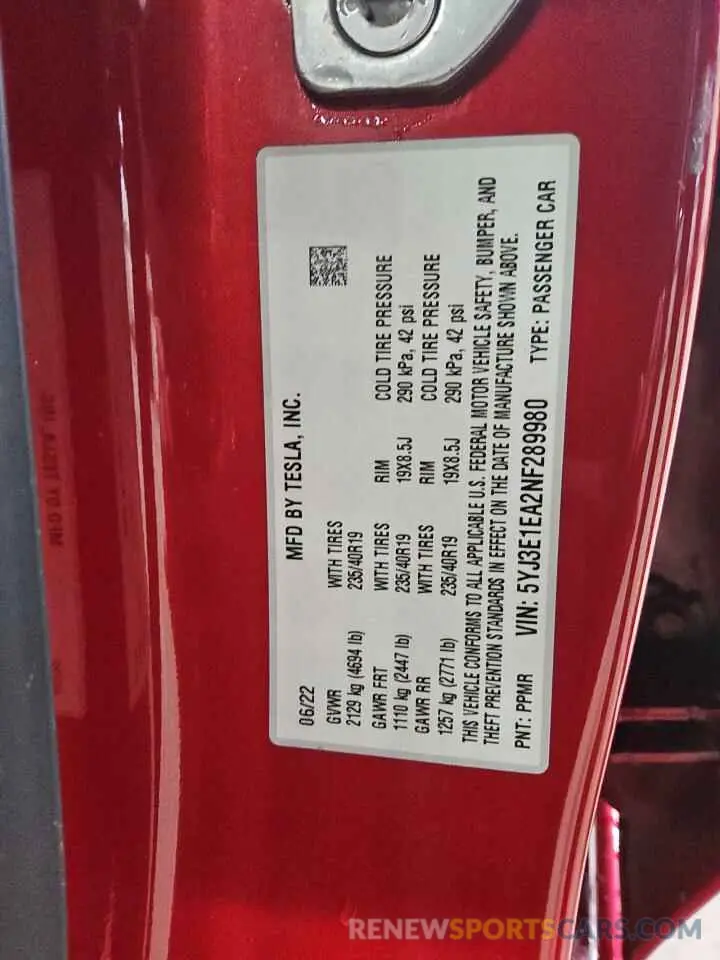 MFD BY TESLA, INC.
06/22
GVWR WITH TIRES
2129 kg (4694 lb) 235/40R19
GAWR FRT WITH TIRES RIM COLD TIRE PRESSURE
1110 kg (2447 lb) 235/40R19 19X8.5J 290 kPa, 42 psi
GAWR RR WITH TIRES RIM COLD TIRE PRESSURE
1257 kg (2771 lb) 235/40R19 19X8.5J 290 kPa, 42 psi
THIS VEHICLE CONFORMS TO ALL APPLICABLE U.S. FEDERAL MOTOR VEHICLE SAFETY, BUMPER, AND
THEFT PREVENTION STANDARDS IN EFFECT ON THE DATE OF MANUFACTURE SHOWN ABOVE.
PNT: PPMR VIN: 5YJ3E1EA2NF289980 TYPE: PASSENGER CAR
RENEWSPORTSCARS.COM